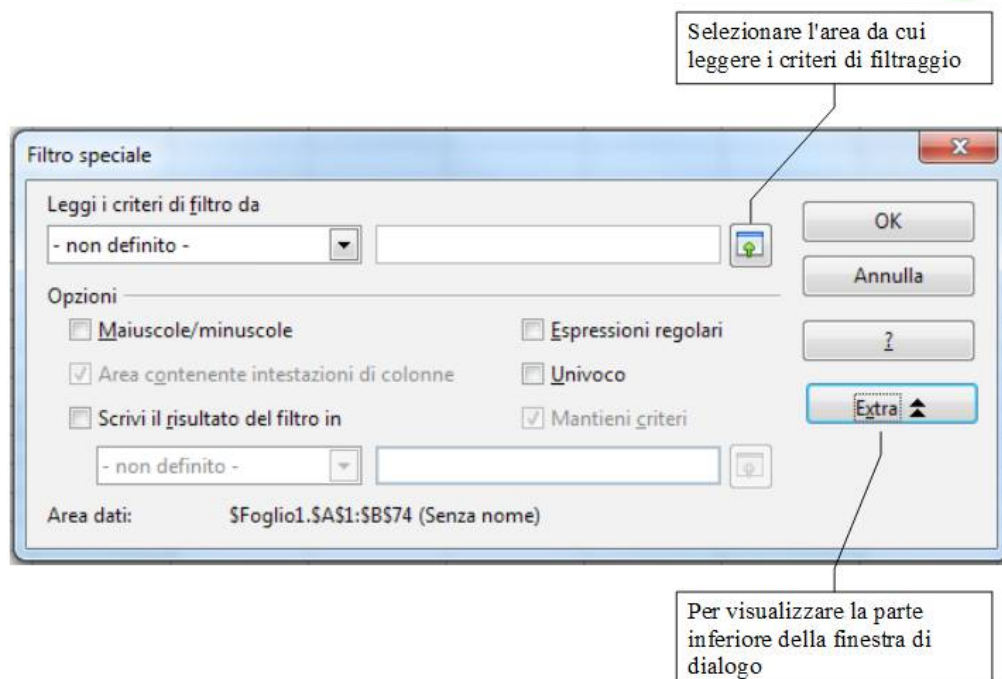 Selezionare l'area da cui
leggere i criteri di filtraggio
Filtro speciale
Leggi i criteri di filtro da
- non definito -
OK
Annulla
Opzioni
Maiuscole/minuscole
Espressioni regolari
?
Area contenente intestazioni di colonne
Univoco
Extra
Scrivi il risultato del filtro in
Mantieni criteri
- non definito -
Area dati: $Foglio1.$A$1:$B$74 (Senza nome)
Per visualizzare la parte
inferiore della finestra di
dialogo